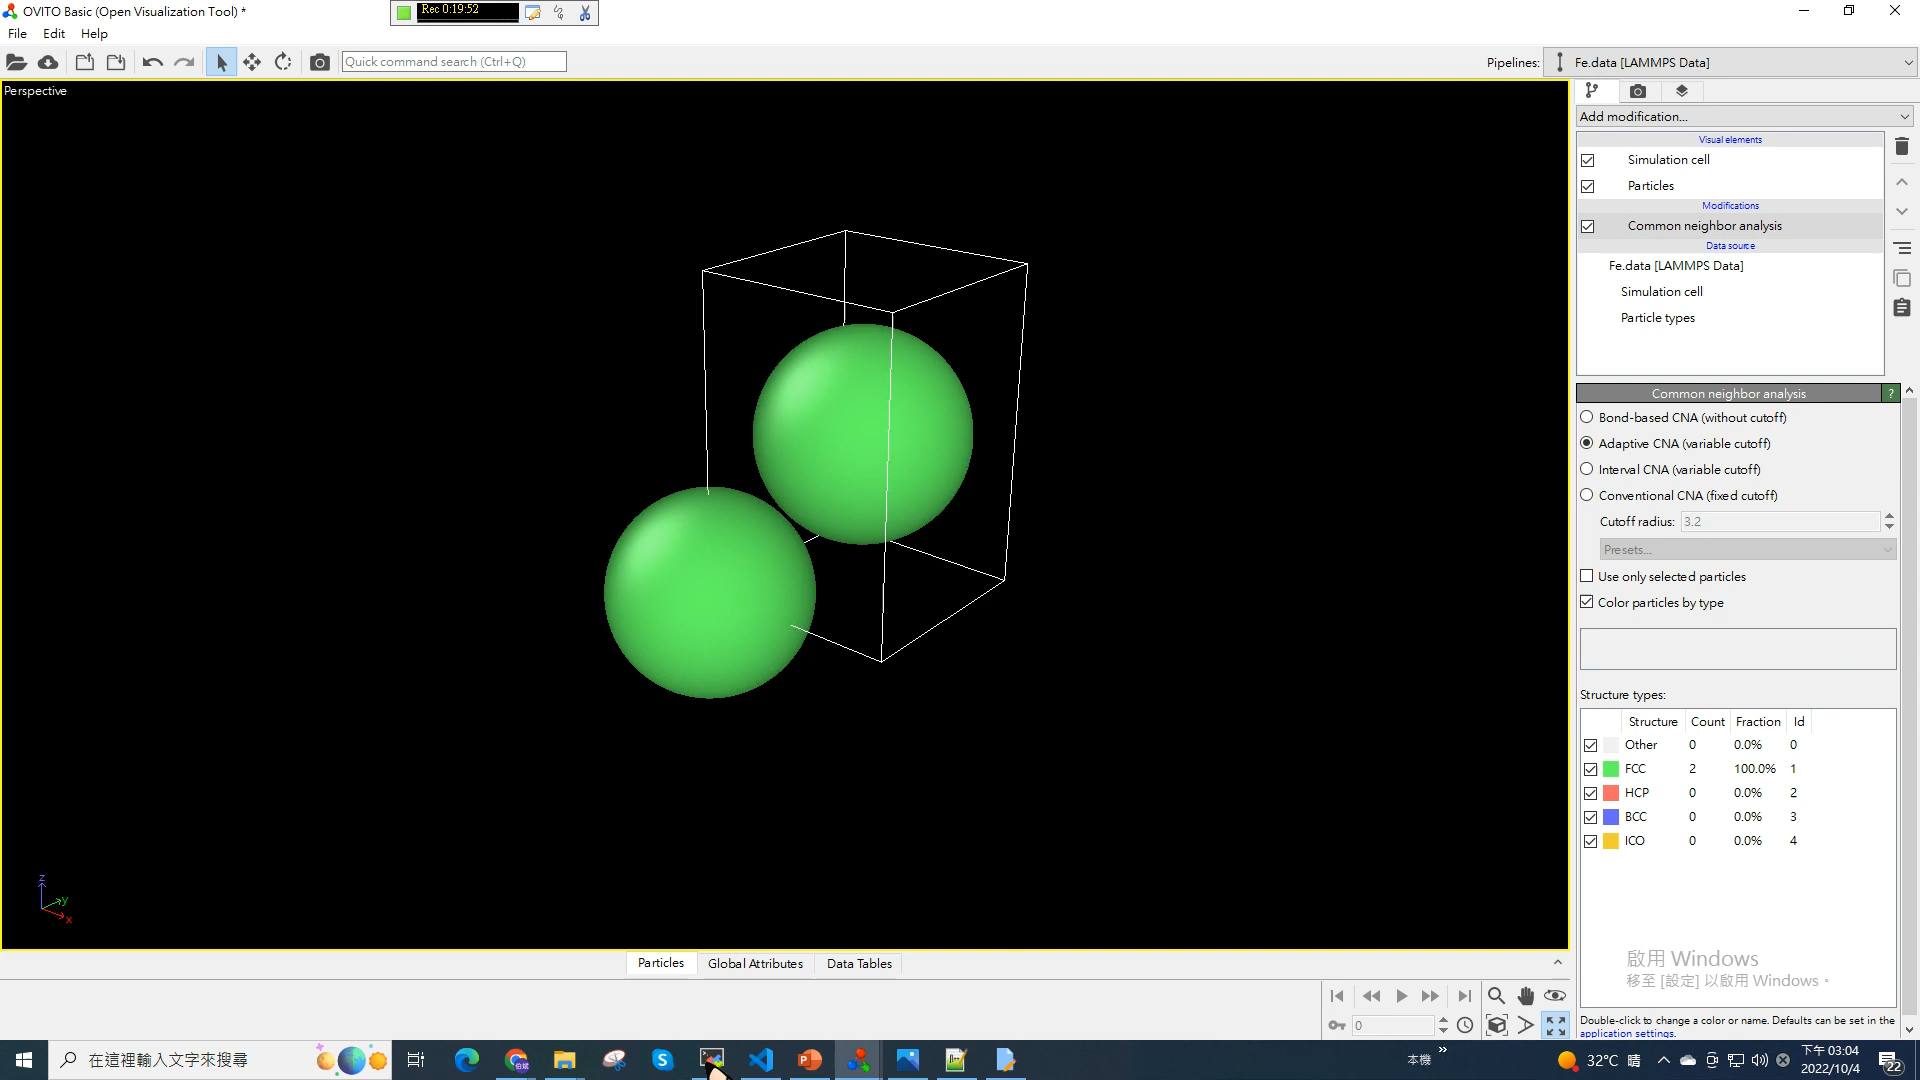 OVITO Basic (Open Visualization Tool) *
Rec 0:19:52
File Edit Help
Quick command search (Ctrl+Q)
Pipelines: Fe.data [LAMMPS Data]
Perspective
Add modification...
Visual elements
Simulation cell
Particles
Modifications
Common neighbor analysis
Data source
Fe.data [LAMMPS Data]
Simulation cell
Particle types
Common neighbor analysis ?
Bond-based CNA (without cutoff)
Adaptive CNA (variable cutoff)
Interval CNA (variable cutoff)
Conventional CNA (fixed cutoff)
Cutoff radius: 3.2
Presets...
Use only selected particles
Color particles by type
Structure types:
Structure Count Fraction Id
Other 0 0.0% 0
FCC 2 100.0% 1
HCP 0 0.0% 2
BCC 0 0.0% 3
ICO 0 0.0% 4
啟用 Windows
移至 [設定] 以啟用 Windows。
Double-click to change a color or name. Defaults can be set in the
application settings.
z
y
x
Particles Global Attributes Data Tables
0
在這裡輸入文字來搜尋
本機 »
32°C 晴
下午 03:04
2022/10/4
22